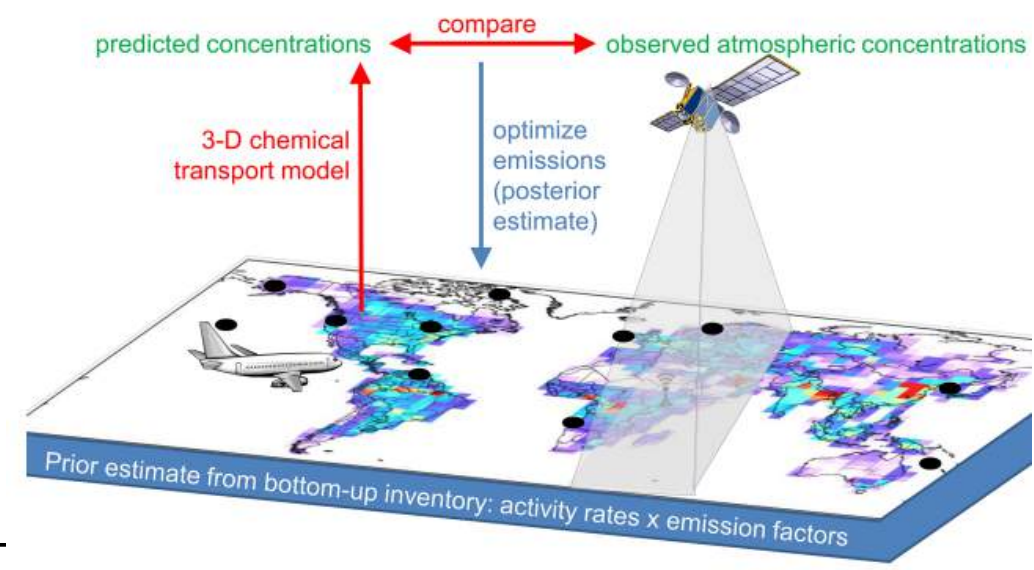 compare
predicted concentrations
observed atmospheric concentrations
3-D chemical
transport model
optimize
emissions
(posterior
estimate)
Prior estimate from bottom-up inventory: activity rates x emission factors